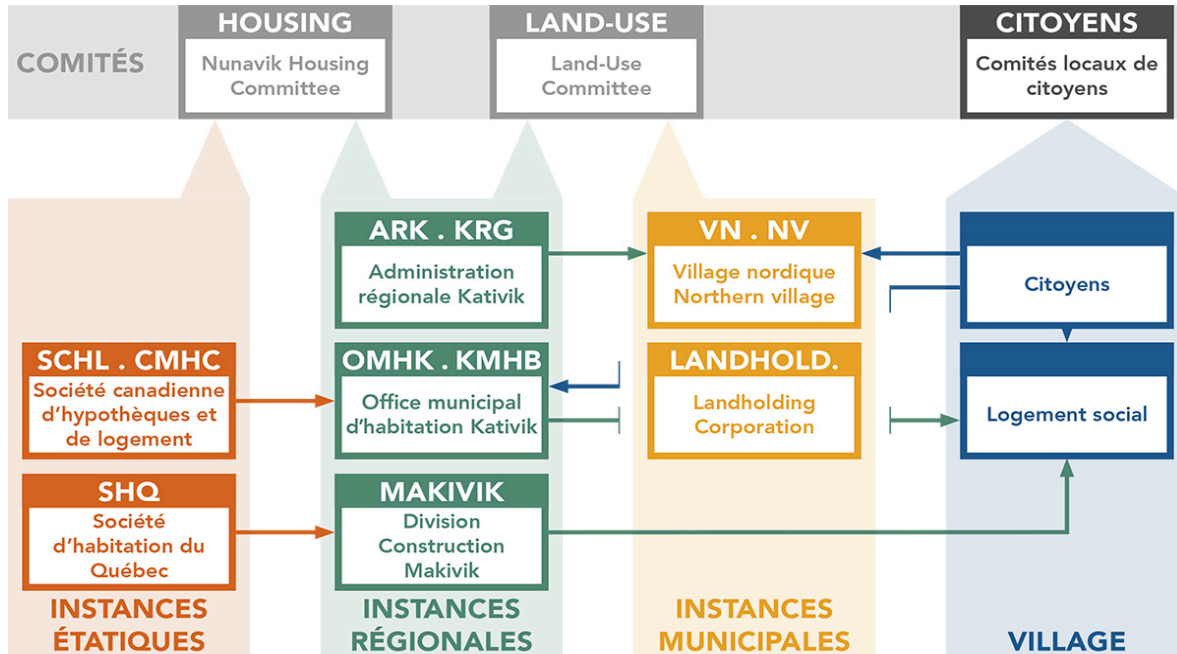 COMITÉS
HOUSING
Nunavik Housing
Committee
LAND-USE
Land-Use
Committee
CITOYENS
Comités locaux de
citoyens
SCHL . CMHC
Société canadienne
d'hypothèques et
de logement
SHQ
Société
d'habitation du
Québec
INSTANCES
ÉTATIQUES
ARK . KRG
Administration
régionale Kativik
OMHK . KMHB
Office municipal
d'habitation Kativik
MAKIVIK
Division
Construction
Makivik
INSTANCES
RÉGIONALES
VN . NV
Village nordique
Northern village
LANDHOLD.
Landholding
Corporation
INSTANCES
MUNICIPALES
Citoyens
Logement social
VILLAGE